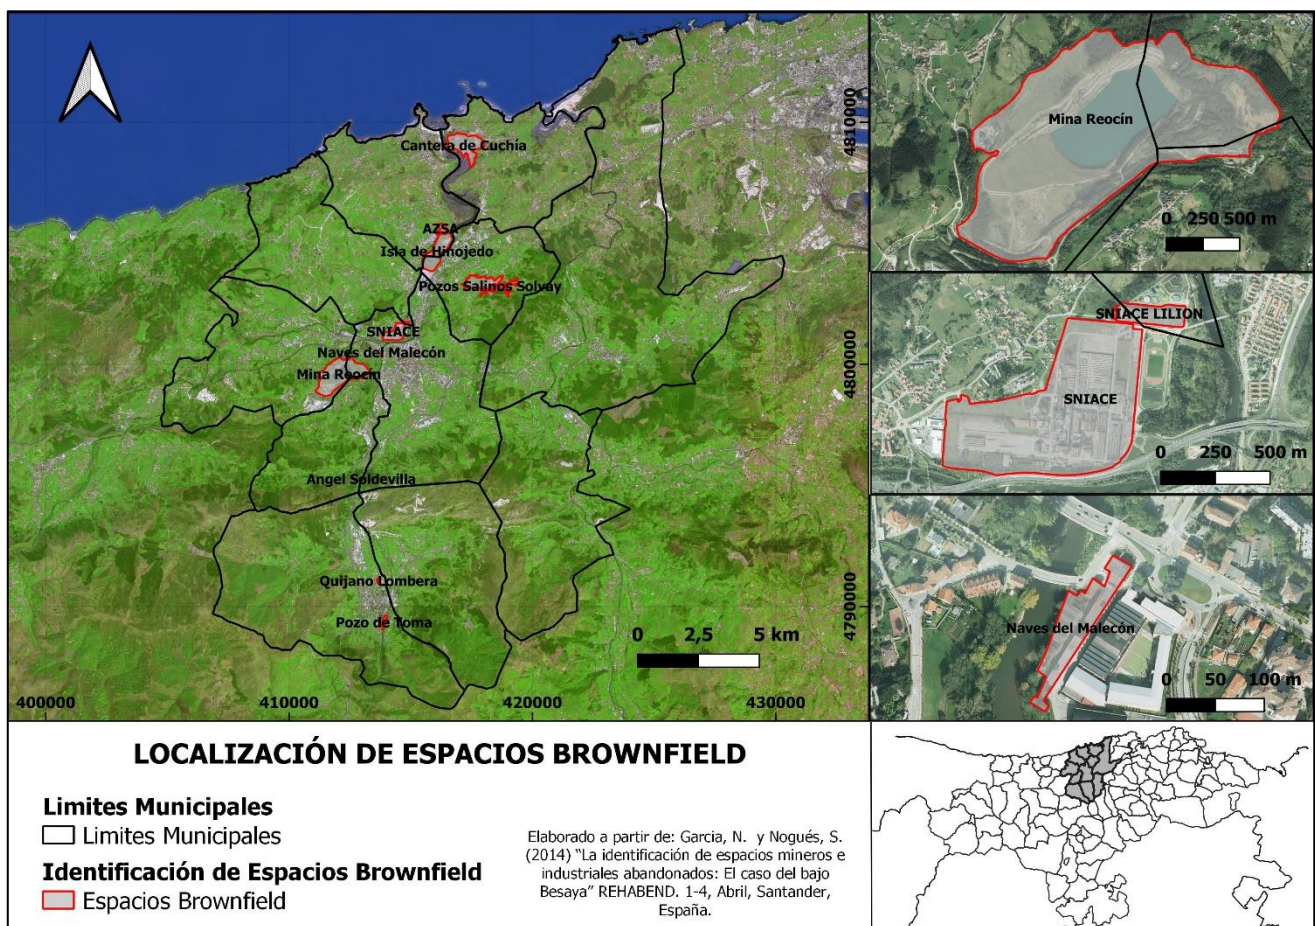 Cantera de Cuchía
AZSA
Isla de Hinojedo
Pozos Salinos Solvay
SNIACE
Naves del Malecón
Mina Reocín
Angel Soldevilla
Quijano Lombera
Pozo de Toma
0 2,5 5 km
400000 410000 420000 430000
4810000
4800000
4790000
Mina Reocín
0 250 500 m
SNIACE LILION
SNIACE
0 250 500 m
Naves del Malecón
0 50 100 m
LOCALIZACIÓN DE ESPACIOS BROWNFIELD
Limites Municipales
Limites Municipales
Identificación de Espacios Brownfield
Espacios Brownfield
Elaborado a partir de: Garcia, N. y Nogués, S.
(2014) "La identificación de espacios mineros e
industriales abandonados: El caso del bajo
Besaya" REHABEND. 1-4, Abril, Santander,
España.